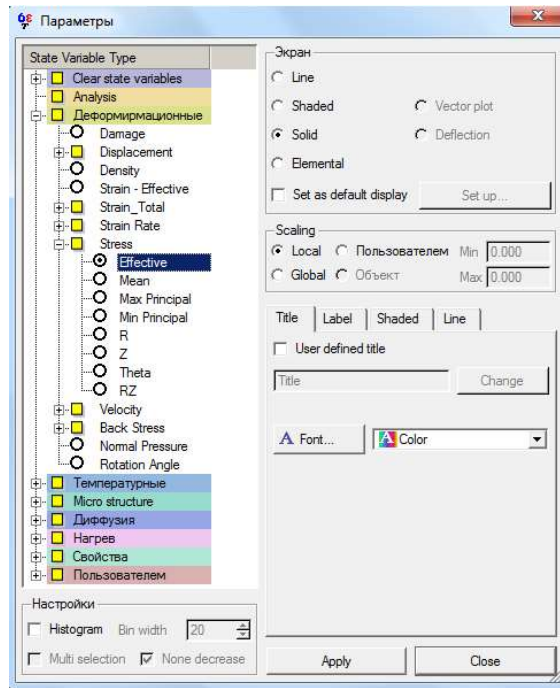 Параметры
State Variable Type
Clear state variables
Analysis
Деформирмационные
Damage
Displacement
Density
Strain - Effective
Strain_Total
Strain Rate
Stress
Effective
Mean
Max Principal
Min Principal
R
Z
Theta
RZ
Velocity
Back Stress
Normal Pressure
Rotation Angle
Температурные
Micro structure
Диффузия
Нагрев
Свойства
Пользователем
Настройки
Histogram Bin width 20
Multi selection None decrease
Экран
Line
Shaded Vector plot
Solid Deflection
Elemental
Set as default display Set up...
Scaling
Local Пользователем Min 0.000
Global Объект Max 0.000
Title Label Shaded Line
User defined title
Title Change
A Font... A Color
Apply Close